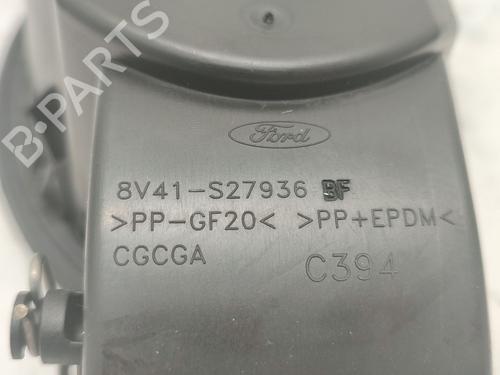 B-PARTS
Ford
8V41-S27936 BF
>PP-GF20< >PP+EPDM<
CGCGA C394